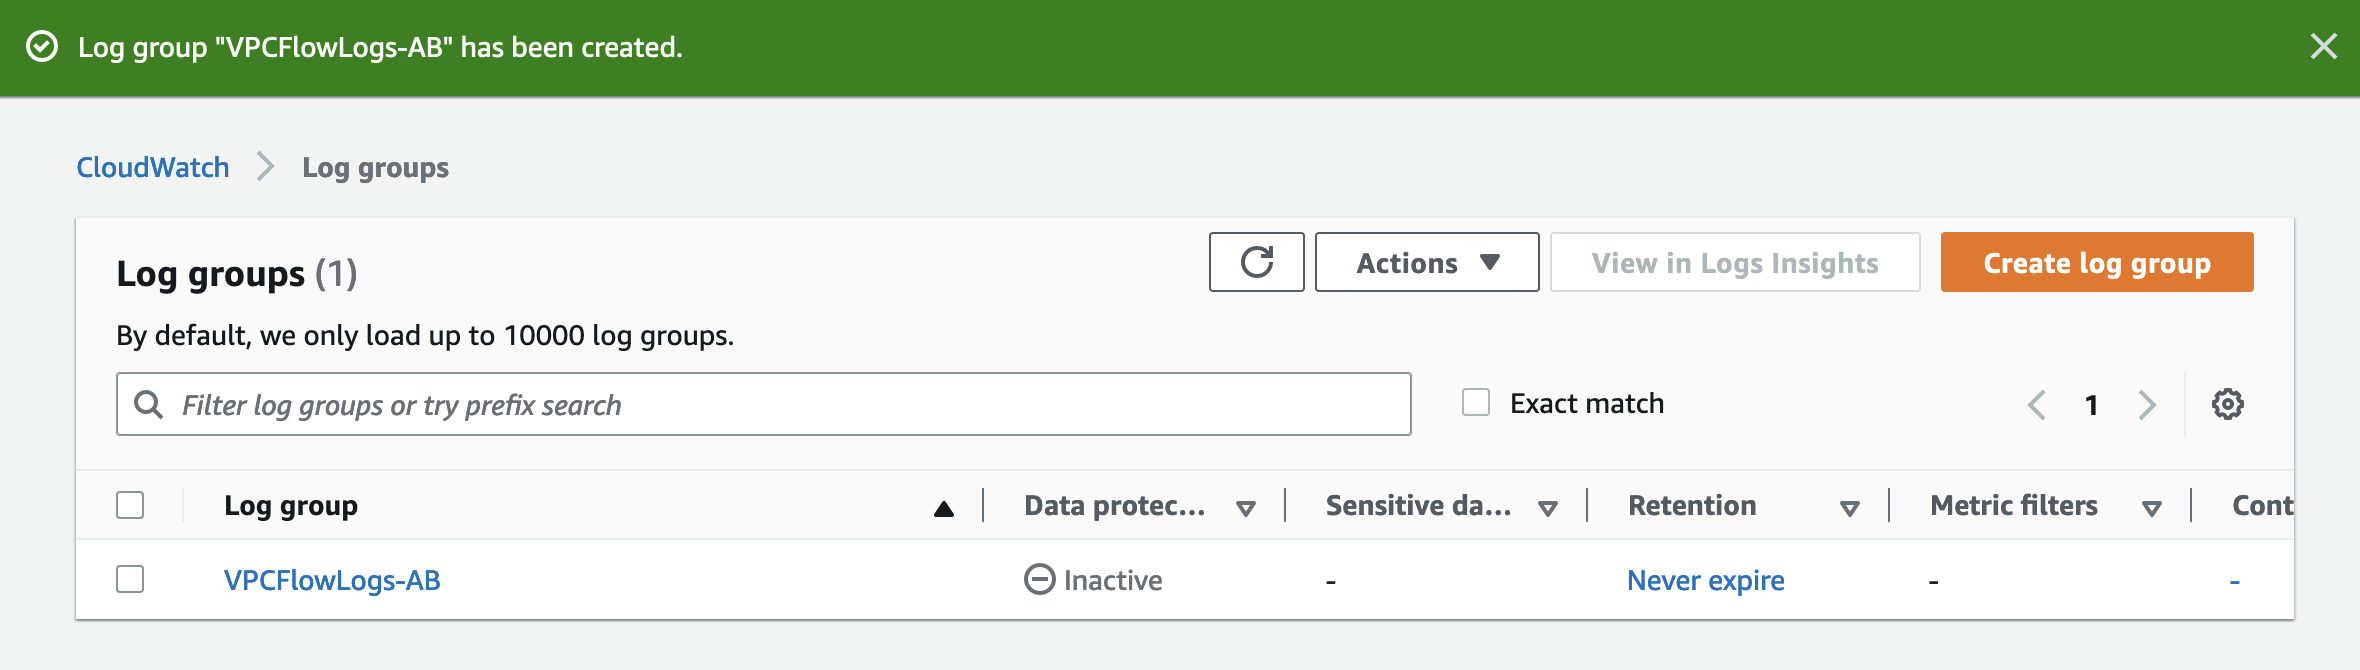 Log group "VPCFlowLogs-AB" has been created.
CloudWatch > Log groups
Log groups (1)
Actions
View in Logs Insights
Create log group
By default, we only load up to 10000 log groups.
Filter log groups or try prefix search
Exact match
1
Log group
Data protec...
Sensitive da...
Retention
Metric filters
Cont
VPCFlowLogs-AB
Inactive
-
Never expire
-
-